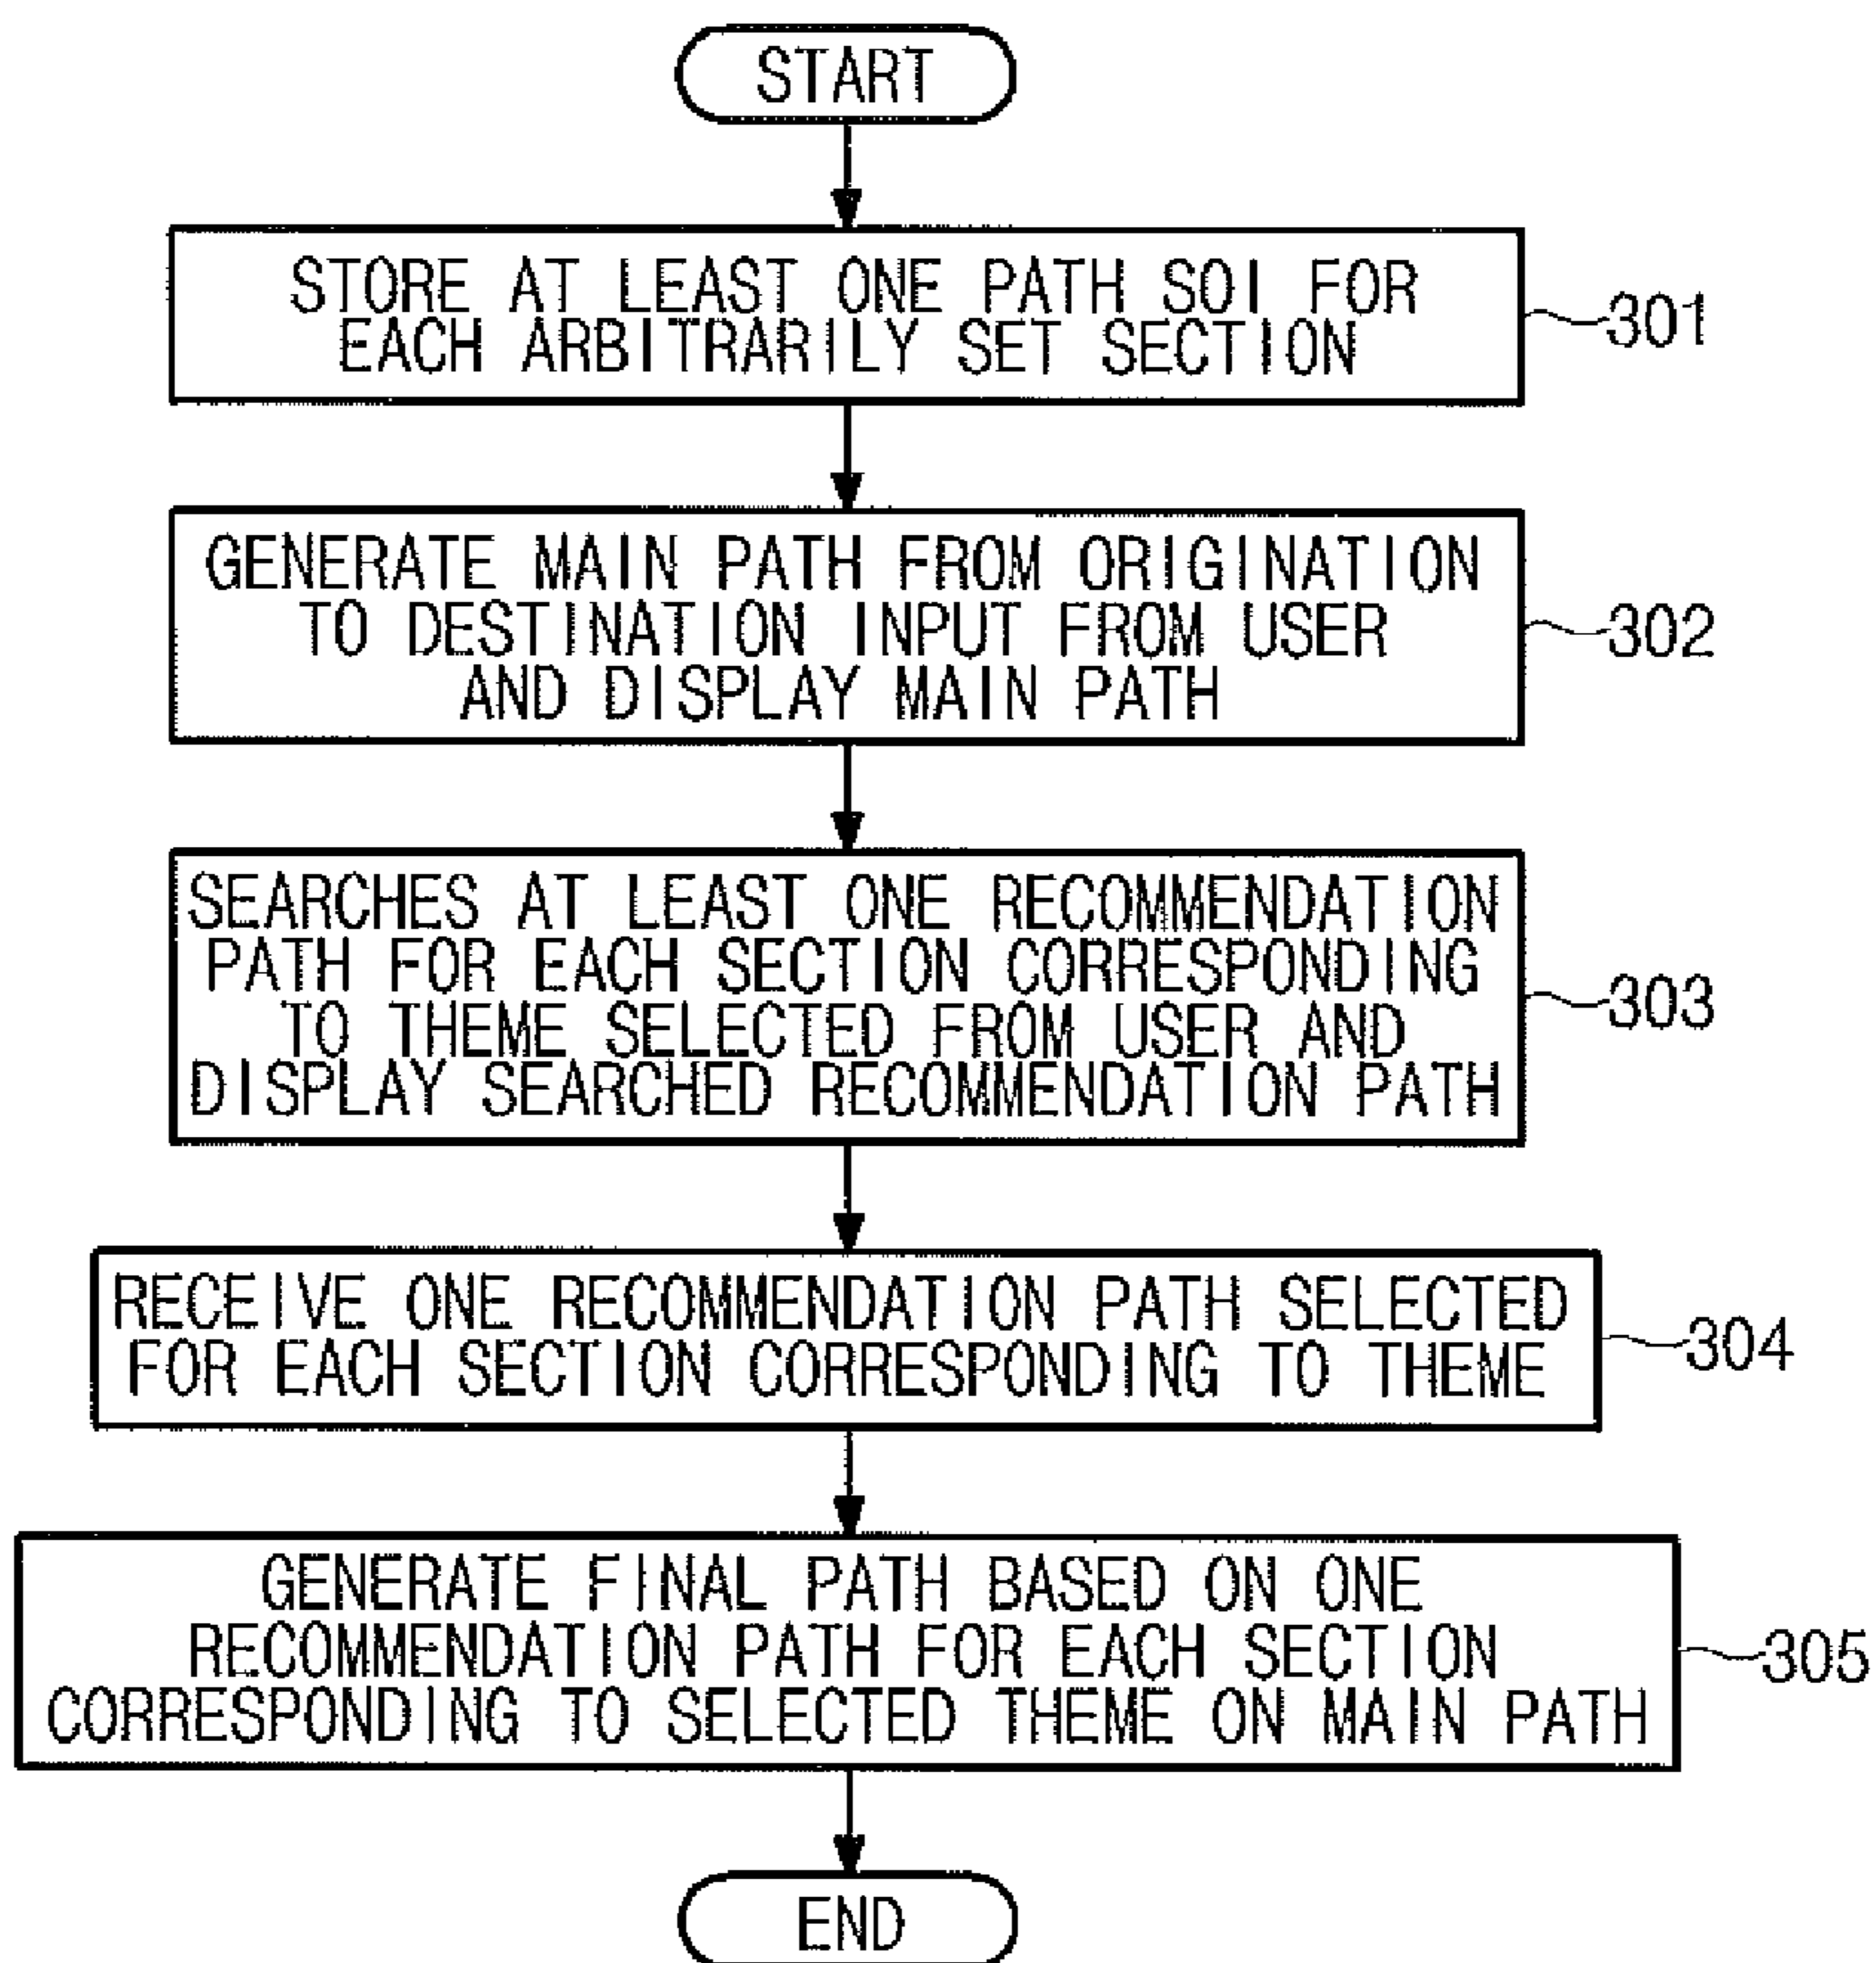 START
STORE AT LEAST ONE PATH SOI FOR
EACH ARBITRARILY SET SECTION
301
GENERATE MAIN PATH FROM ORIGINATION
TO DESTINATION INPUT FROM USER
AND DISPLAY MAIN PATH
302
SEARCHES AT LEAST ONE RECOMMENDATION
PATH FOR EACH SECTION CORRESPONDING
TO THEME SELECTED FROM USER AND
DISPLAY SEARCHED RECOMMENDATION PATH
303
RECEIVE ONE RECOMMENDATION PATH SELECTED
FOR EACH SECTION CORRESPONDING TO THEME
304
GENERATE FINAL PATH BASED ON ONE
RECOMMENDATION PATH FOR EACH SECTION
CORRESPONDING TO SELECTED THEME ON MAIN PATH
305
END